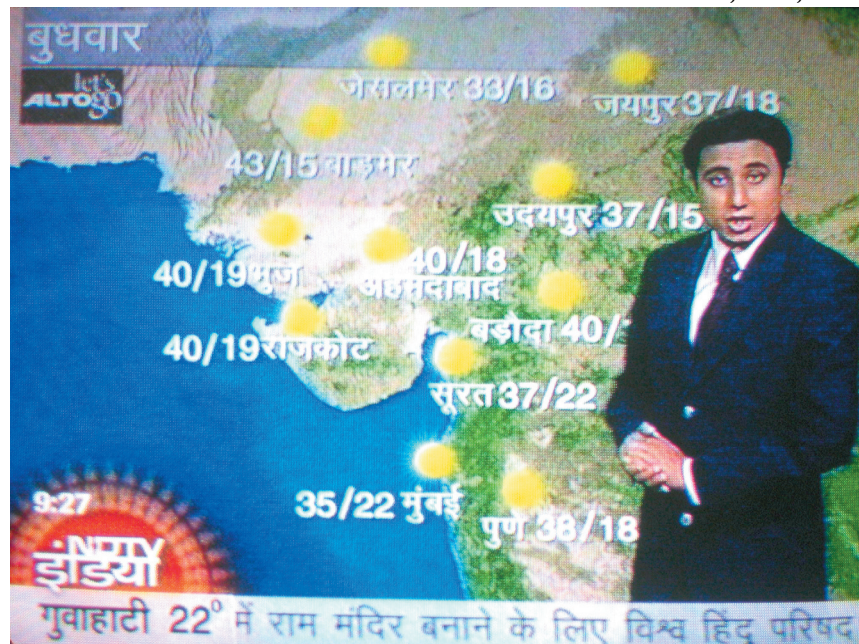 बुधवार
let's
ALTO go
जेसलमेर 33/16
जयपुर 37/18
43/15 बाड़मेर
उदयपुर 37/15
40/18
40/19 भुज
अहमदाबाद
बड़ौदा 40/
40/19 राजकोट
सूरत 37/22
9:27
35/22 मुंबई
पुणे 38/18
NDTV
इंडिया
गुवाहाटी 22° में राम मंदिर बनाने के लिए विश्व हिंदू परिषद